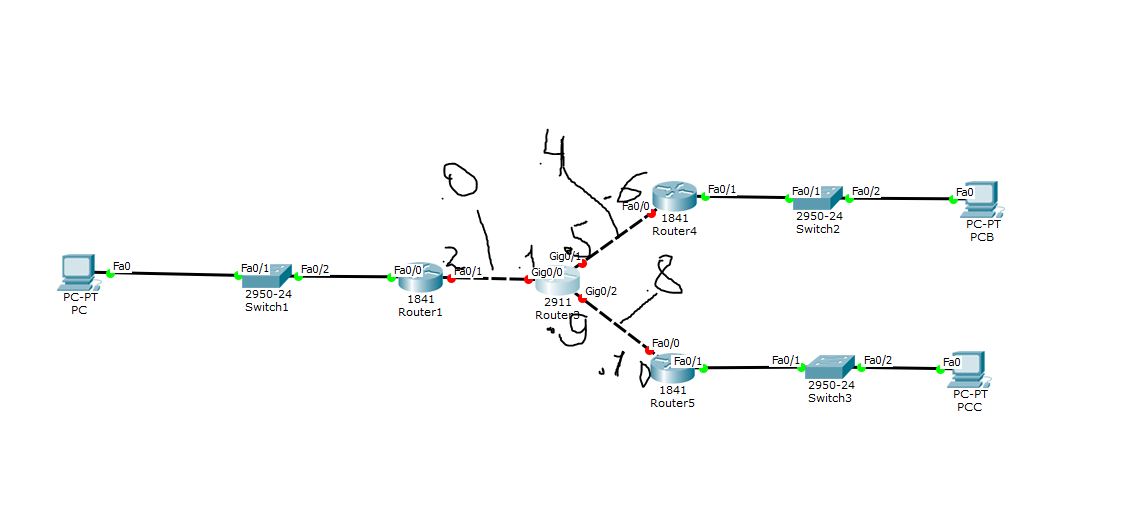 .4
.0
.6
Fa0/1
Fa0/1
Fa0/2
Fa0
Fa0/0
1841
Router4
2950-24
Switch2
PC-PT
PCB
.5
2
.1
Gig0/1
Fa0
Fa0/1
Fa0/2
Fa0/0
Fa0/1
Gig0/0
.8
PC-PT
PC
2950-24
Switch1
1841
Router1
2911
Router3
Gig0/2
.9
Fa0/0
.10
Fa0/1
Fa0/1
Fa0/2
Fa0
1841
Router5
2950-24
Switch3
PC-PT
PCC